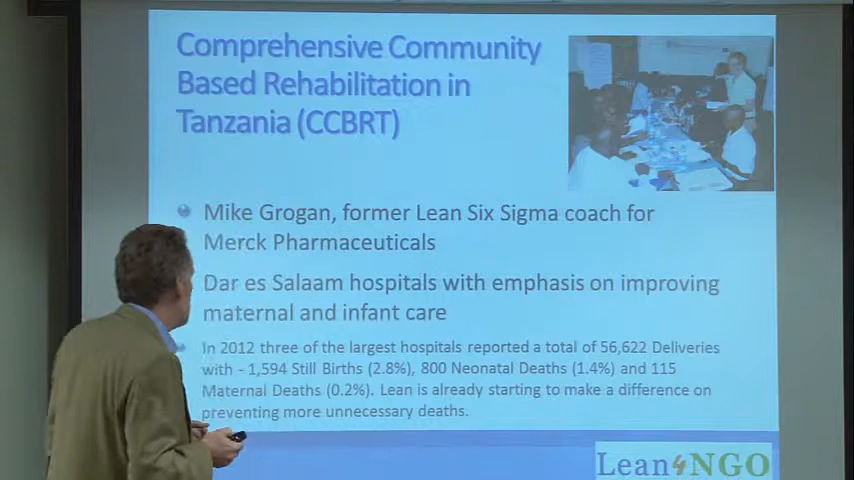 Comprehensive Community
Based Rehabilitation in
Tanzania (CCBRT)
Mike Grogan, former Lean Six Sigma coach for
Merck Pharmaceuticals
Dar es Salaam hospitals with emphasis on improving
maternal and infant care
In 2012 three of the largest hospitals reported a total of 56,622 Deliveries
with - 1,594 Still Births (2.8%), 800 Neonatal Deaths (1.4%) and 115
Maternal Deaths (0.2%). Lean is already starting to make a difference on
preventing more unnecessary deaths.
Lean4NGO